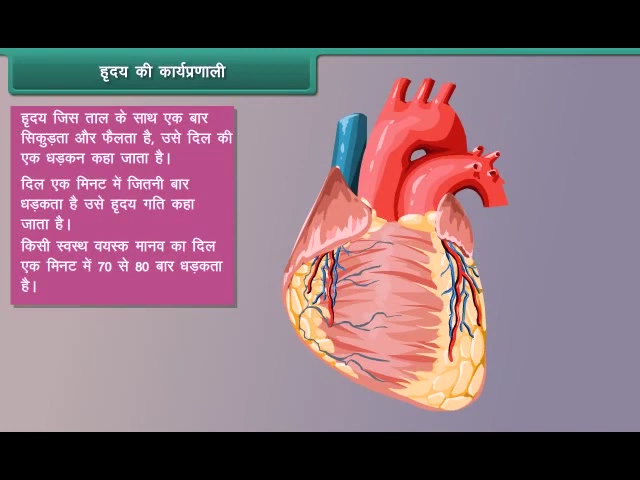 हृदय की कार्यप्रणाली
हृदय जिस ताल के साथ एक बार
सिकुड़ता और फैलता है, उसे दिल की
एक धड़कन कहा जाता है।
दिल एक मिनट में जितनी बार
धड़कता है उसे हृदय गति कहा
जाता है।
किसी स्वस्थ वयस्क मानव का दिल
एक मिनट में 70 से 80 बार धड़कता
है।